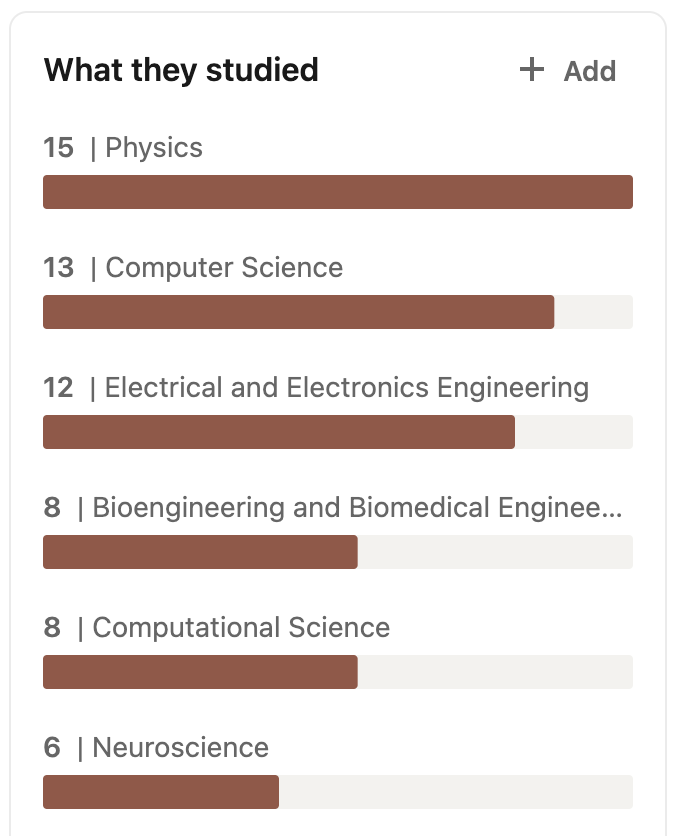 What they studied
+ Add
15 | Physics
13 | Computer Science
12 | Electrical and Electronics Engineering
8 | Bioengineering and Biomedical Enginee...
8 | Computational Science
6 | Neuroscience